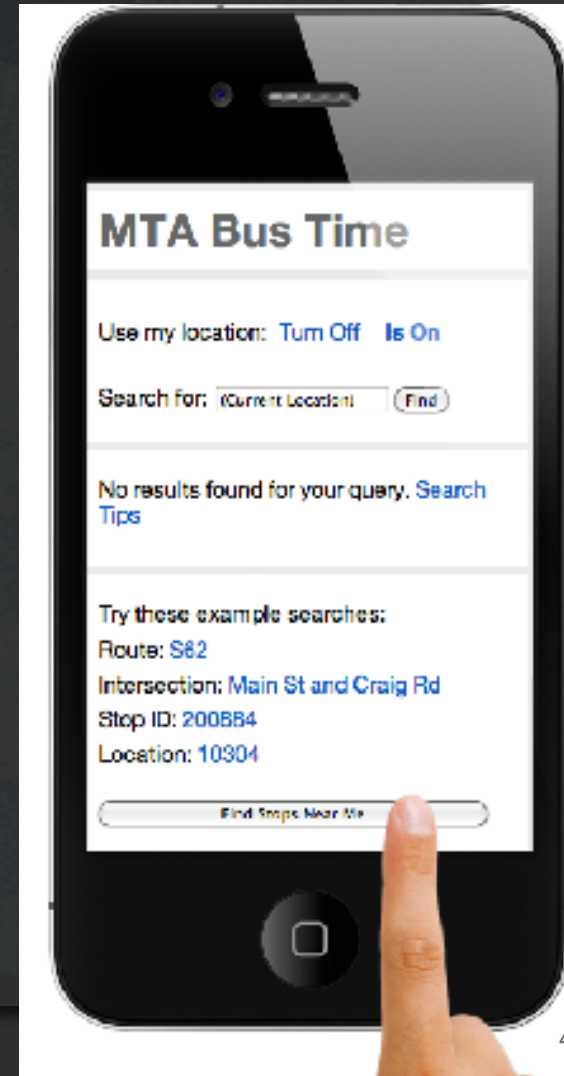 MTA Bus Time
Use my location: Turn Off Is On
Search for: (Current Location) Find
No results found for your query. Search
Tips
Try these example searches:
Route: S62
Intersection: Main St and Craig Rd
Stop ID: 200884
Location: 10304
Find Stops Near Me
4